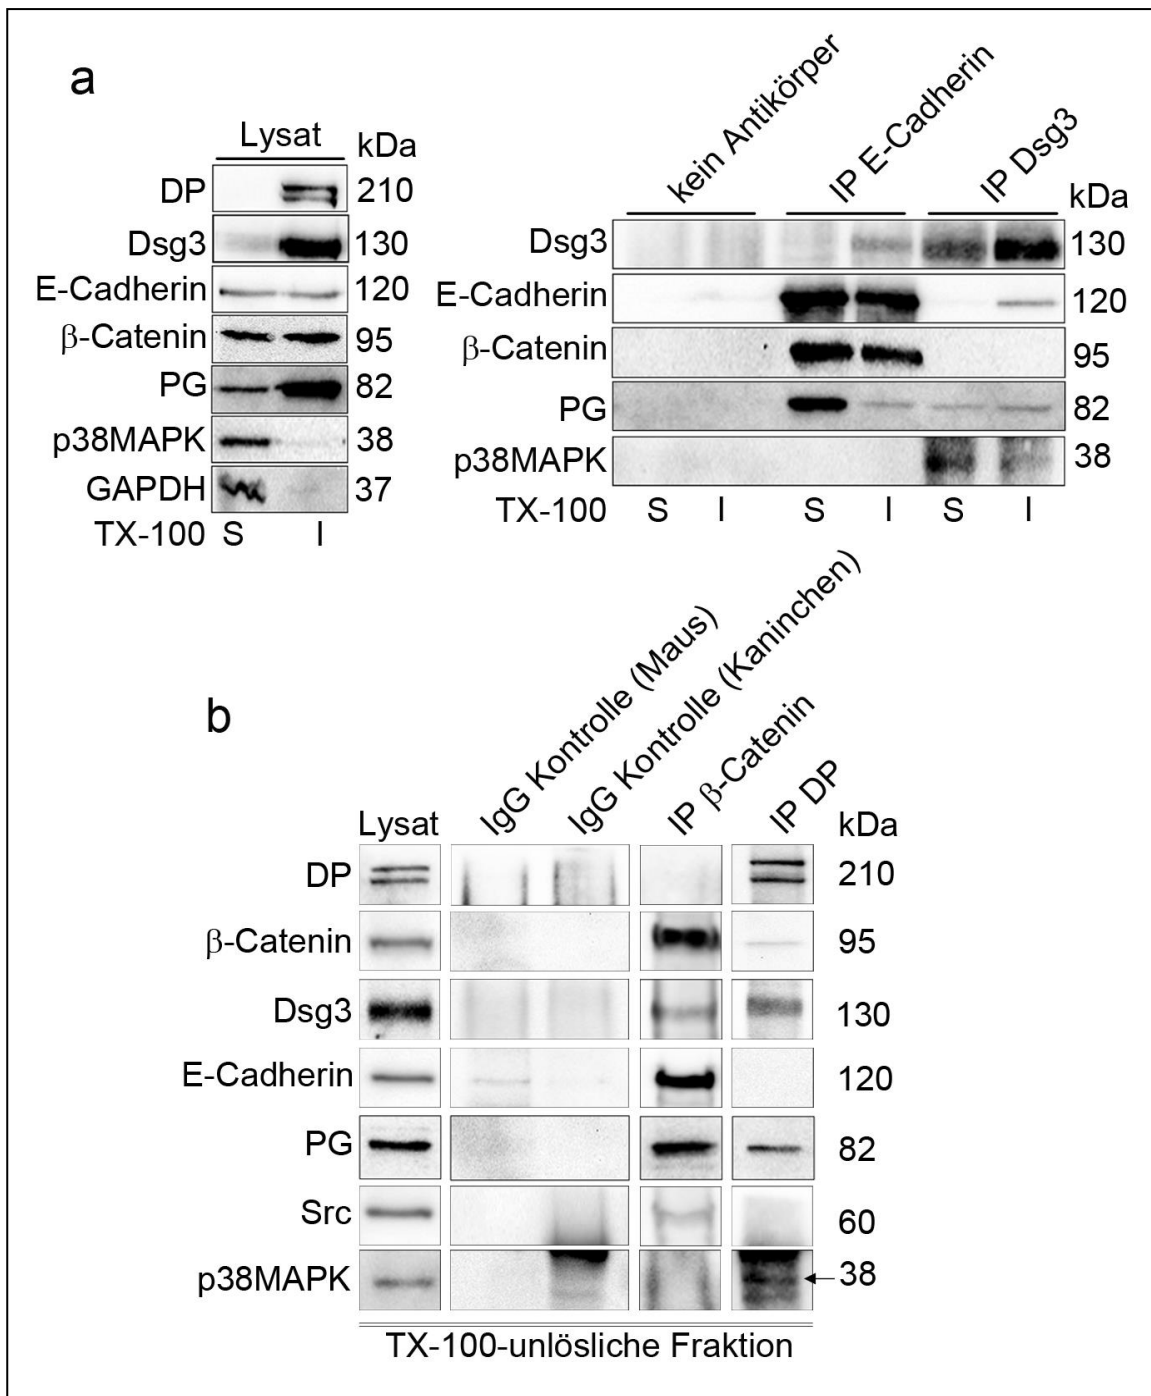 a
Lysat kDa
DP 210
Dsg3 130
E-Cadherin 120
β-Catenin 95
PG 82
p38MAPK 38
GAPDH 37
TX-100 S I
kein Antikörper IP E-Cadherin IP Dsg3 kDa
Dsg3 130
E-Cadherin 120
β-Catenin 95
PG 82
p38MAPK 38
TX-100 S I S I S I
b
Lysat IgG Kontrolle (Maus) IgG Kontrolle (Kaninchen) IP β-Catenin IP DP kDa
DP 210
β-Catenin 95
Dsg3 130
E-Cadherin 120
PG 82
Src 60
p38MAPK 38
TX-100-unlösliche Fraktion